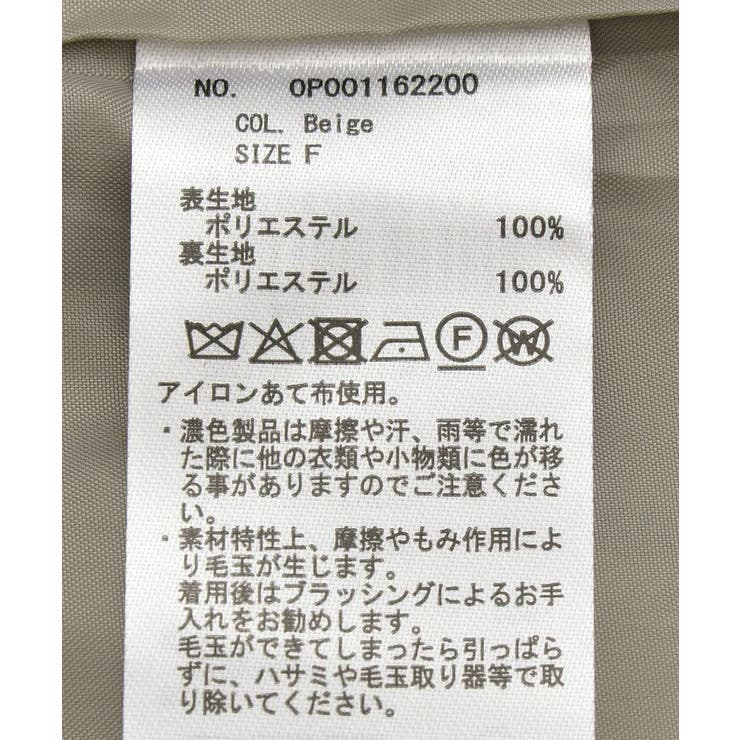 NO. OP001162200
COL. Beige
SIZE F
表生地
ポリエステル 100%
裏生地
ポリエステル 100%
F W
アイロンあて布使用。
・濃色製品は摩擦や汗、雨等で濡れ
た際に他の衣類や小物類に色が移
る事がありますのでご注意くださ
い。
・素材特性上、摩擦やもみ作用によ
り毛玉が生じます。
着用後はブラッシングによるお手
入れをお勧めします。
毛玉ができてしまったら引っぱら
ずに、ハサミや毛玉取り器等で取
り除いてください。